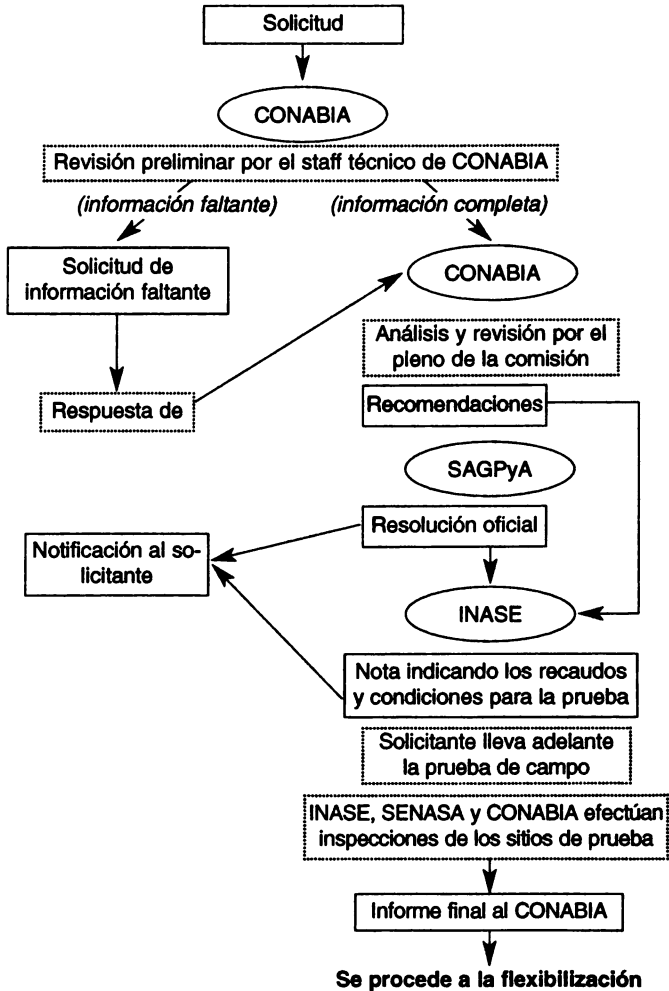 Solicitud
CONABIA
Revisión preliminar por el staff técnico de CONABIA
(información faltante)
(información completa)
Solicitud de
información faltante
CONABIA
Análisis y revisión por el
pleno de la comisión
Respuesta de
Recomendaciones
SAGPyA
Resolución oficial
Notificación al so-
licitante
INASE
Nota indicando los recaudos
y condiciones para la prueba
Solicitante lleva adelante
la prueba de campo
INASE, SENASA y CONABIA efectúan
inspecciones de los sitios de prueba
Informe final al CONABIA
Se procede a la flexibilización